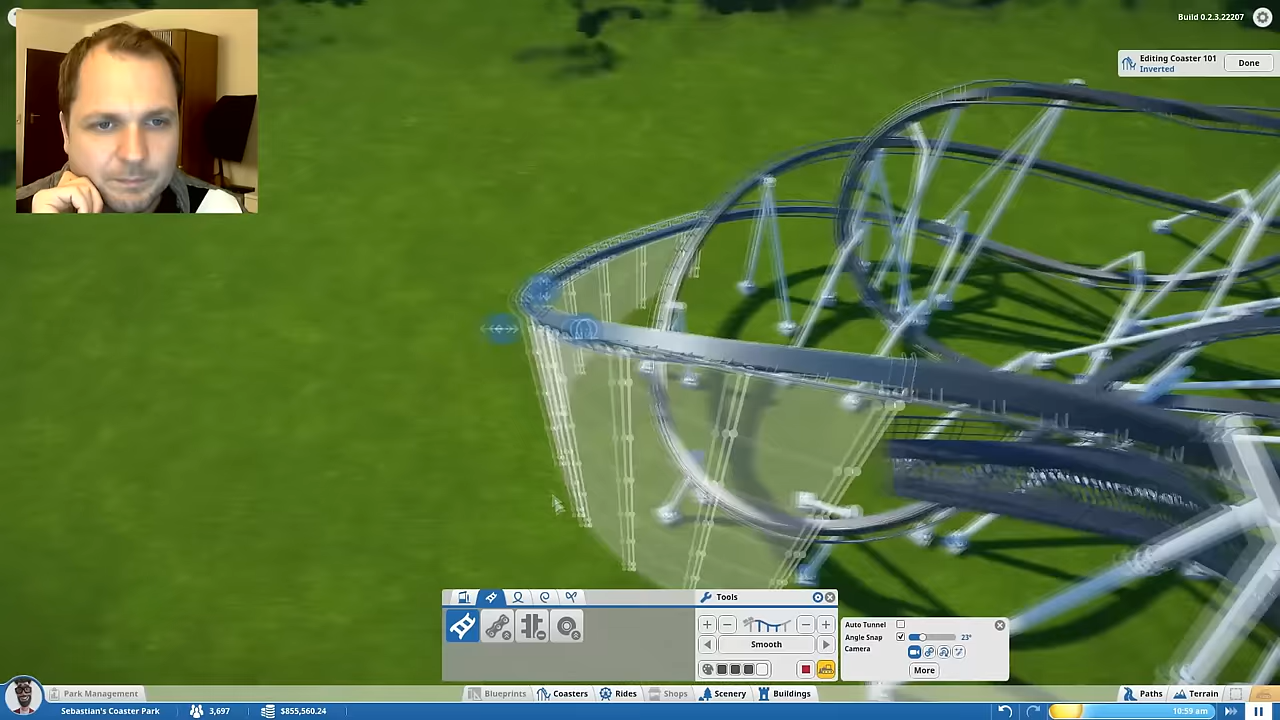 Build 0.2.3.22207
Editing Coaster 101
Inverted
Done
Tools
Smooth
Auto Tunnel
Angle Snap
23°
Camera
More
Park Management
Blueprints
Coasters
Rides
Shops
Scenery
Buildings
Paths
Terrain
Sebastian's Coaster Park
3,697
$855,560.24
10:59 am